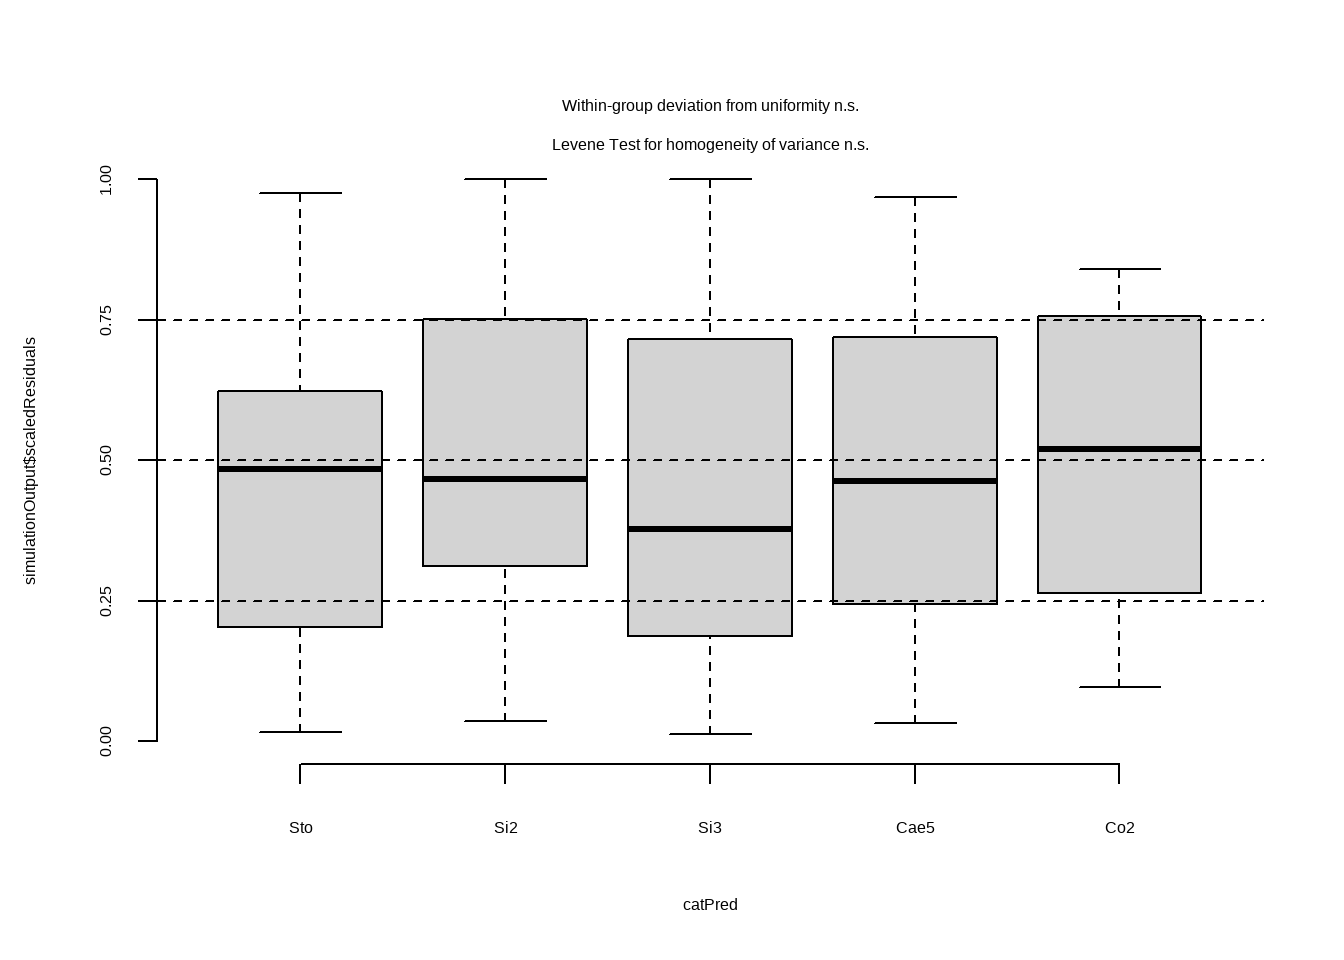 Within-group deviation from uniformity n.s.
Levene Test for homogeneity of variance n.s.
simulationOutput$scaledResiduals
1.00
0.75
0.50
0.25
0.00
Sto Si2 Si3 Cae5 Co2
catPred